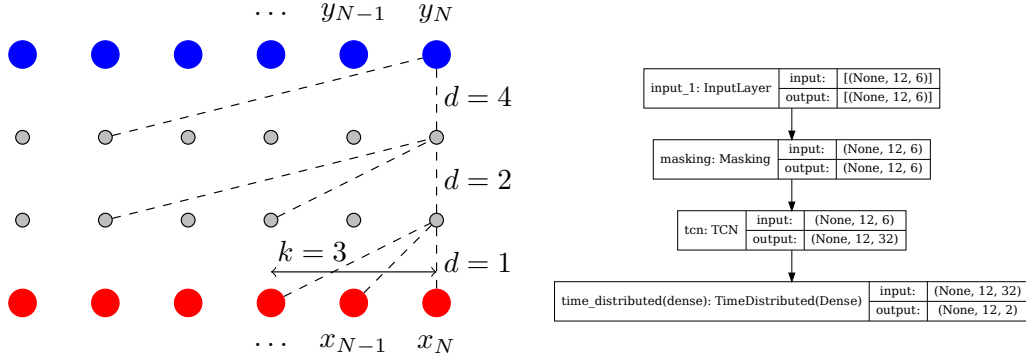 … y_{N−1} y_N
d = 4
d = 2
k = 3
d = 1
… x_{N−1} x_N
input_1: InputLayer
input: [(None, 12, 6)]
output: [(None, 12, 6)]
masking: Masking
input: (None, 12, 6)
output: (None, 12, 6)
tcn: TCN
input: (None, 12, 6)
output: (None, 12, 32)
time_distributed(dense): TimeDistributed(Dense)
input: (None, 12, 32)
output: (None, 12, 2)